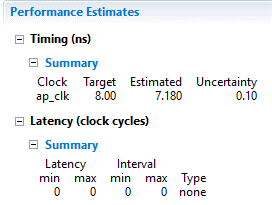 Performance Estimates
Timing (ns)
Summary
Clock Target Estimated Uncertainty
ap_clk 8.00 7.180 0.10
Latency (clock cycles)
Summary
Latency Interval
min max min max Type
0 0 0 0 none